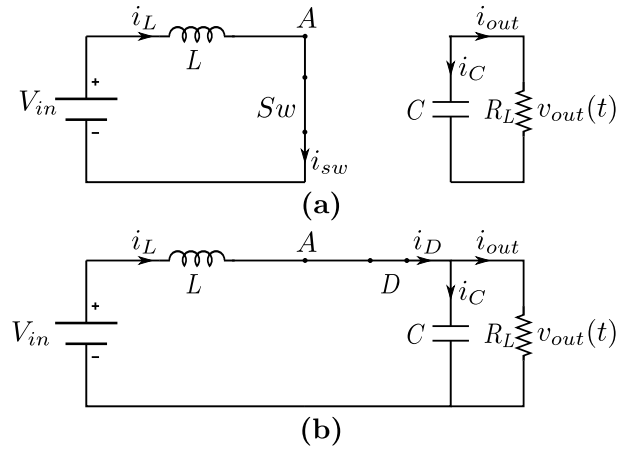 i_L
A
i_out
L
+
i_C
V_in
Sw
C
R_L
v_out(t)
-
i_sw
(a)
i_L
A
i_D
i_out
L
D
+
i_C
V_in
C
R_L
v_out(t)
-
(b)